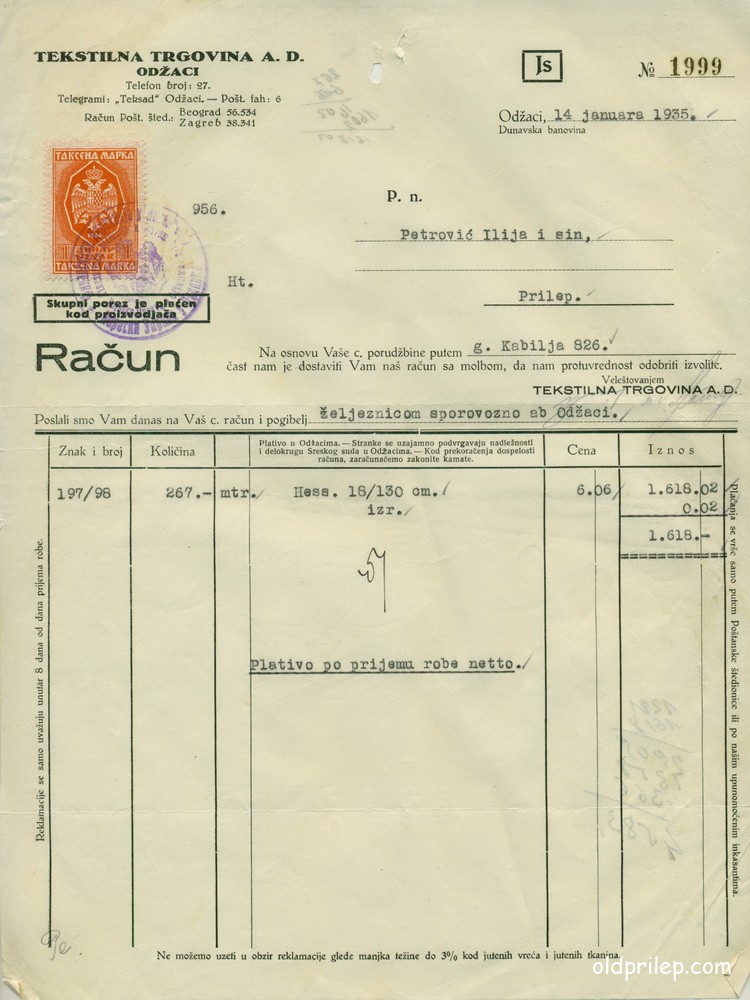 TEKSTILNA TRGOVINA A. D.
ODŽACI
Telefon broj: 27.
Telegrami: „Teksad” Odžaci. — Pošt. fah: 6
Račun Pošt. šted.: Beograd 56.534
Zagreb 38.341
Js
№ 1999
Odžaci, 14 januara 1935.
Dunavska banovina
ТАКСЕНА МАРКА
TAKZENA MARKA
956.
P. n.
Petrović Ilija i sin,
Ht.
Prilep.
Skupni porez je plaćen
kod proizvodjača
Račun
Na osnovu Vaše c. porudžbine putem g. Kabilja 826.
čast nam je dostaviti Vam naš račun sa molbom, da nam protuvrednost odobriti izvolite.
Veleštovanjem
TEKSTILNA TRGOVINA A. D.
Poslali smo Vam danas na Vaš c. račun i pogibelj željeznicom sporovozno ab Odžaci.
Znak i broj
Količina
Plativo u Odžacima. — Stranke se uzajamno podvrgavaju nadležnosti
i delokrugu Sreskog suda u Odžacima. — Kod prekoračenja dospelosti
računa, zaračunaćemo zakonite kamate.
Cena
Iznos
197/98 267.- mtr. Hess. 18/130 cm. 6.06 1.618.02
izr. 0.02
1.618.-
Plativo po prijemu robe netto.
Reklamacije se samo uvažuju unutar 8 dana od dana prijema robe.
Plaćanja se vrše samo putem Poštanske štedionice ili po našim upunomoćenim inkasantima.
Ne možemo uzeti u obzir reklamacije glede manjka težine do 3% kod jutenih vreća i jutenih tkanina.
oldprilep.com